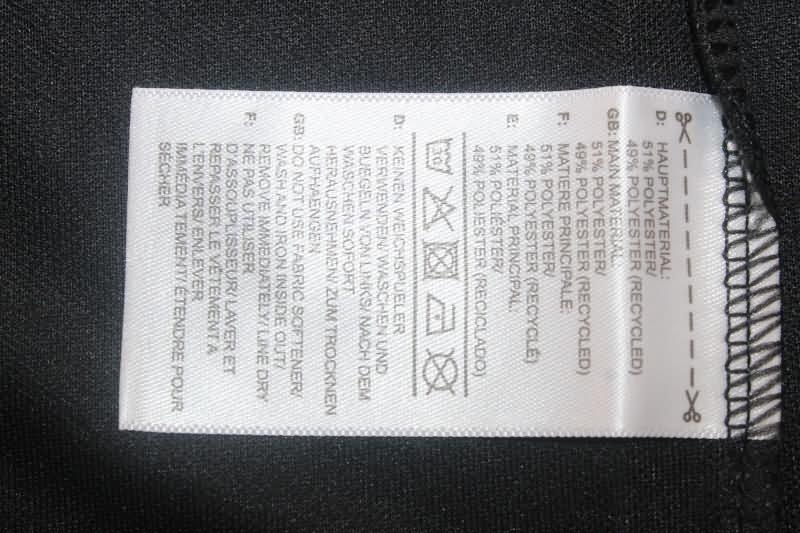 D: HAUPTMATERIAL:
51% POLYESTER/
49% POLYESTER (RECYCLED)
GB: MAIN MATERIAL
51% POLYESTER/
49% POLYESTER (RECYCLED)
F: MATIERE PRINCIPALE:
51% POLYESTER/
49% POLYESTER (RECYCLÉ)
E: MATERIAL PRINCIPAL:
51% POLIÉSTER/
49% POLIÉSTER (RECICLADO)
30
D: KEINEN WEICHSPUELER
VERWENDEN WASCHEN UND
BUEGELN VON LINKS/ NACH DEM
WASCHEN SOFORT
HERAUSNEHMEN ZUM TROCKNEN
AUFHAENGEN
GB: DO NOT USE FABRIC SOFTENER/
WASH AND IRON INSIDE OUT/
REMOVE IMMEDIATELY/ LINE DRY
F: NE PAS UTILISER
D'ASSOUPLISSEUR/ LAVER ET
REPASSER LE VÊTEMENT A
L'ENVERS/ ENLEVER
IMMÉDIA TEMENT/ ÉTENDRE POUR
SÉCHER